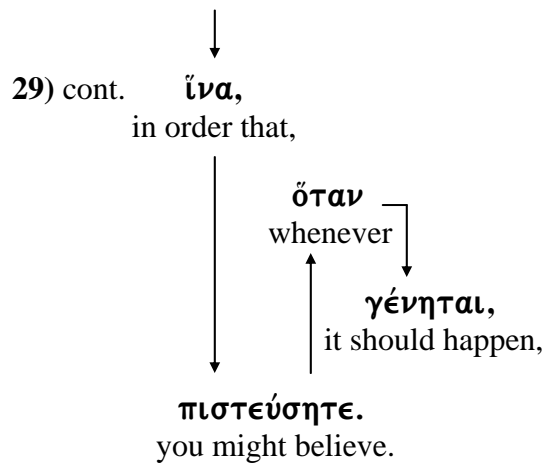 29) cont. ἵνα,
in order that,
ὅταν
whenever
γένηται,
it should happen,
πιστεύσητε.
you might believe.